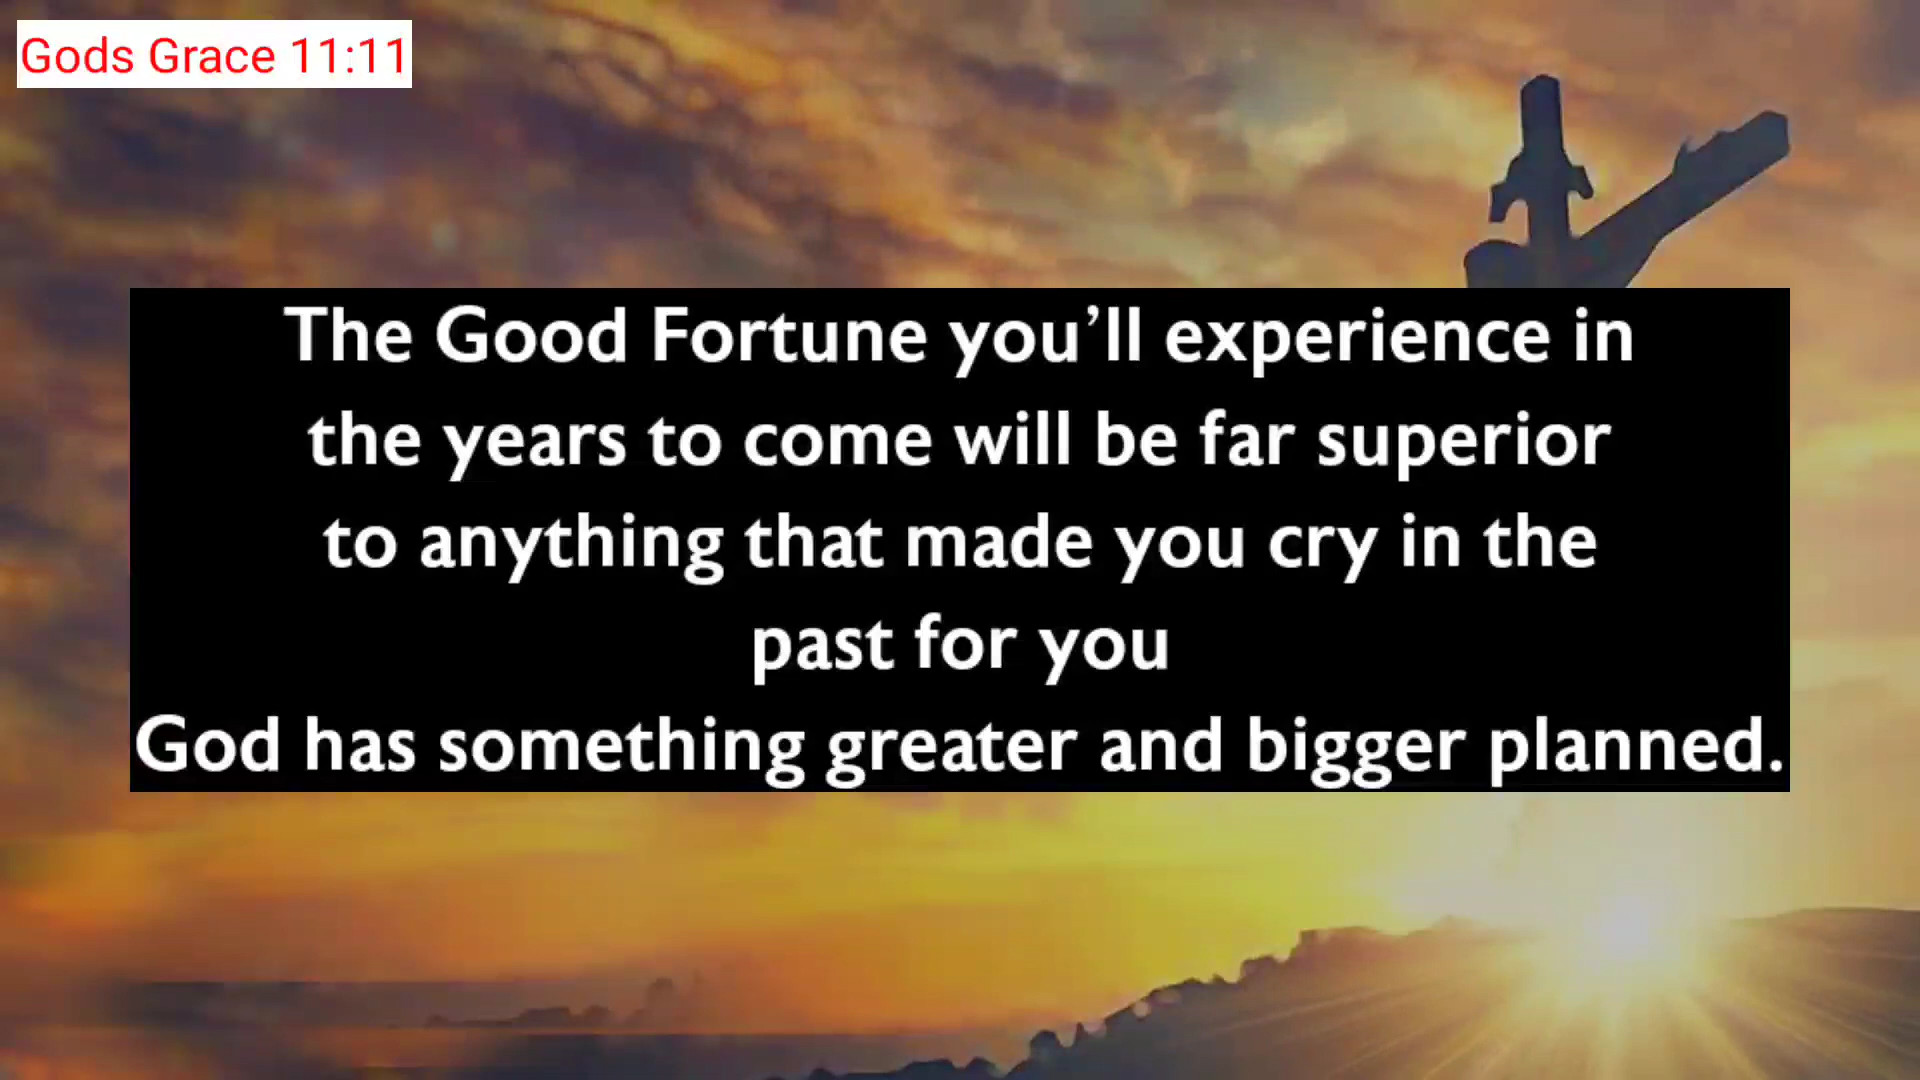 Gods Grace 11:11
The Good Fortune you’ll experience in
the years to come will be far superior
to anything that made you cry in the
past for you
God has something greater and bigger planned.